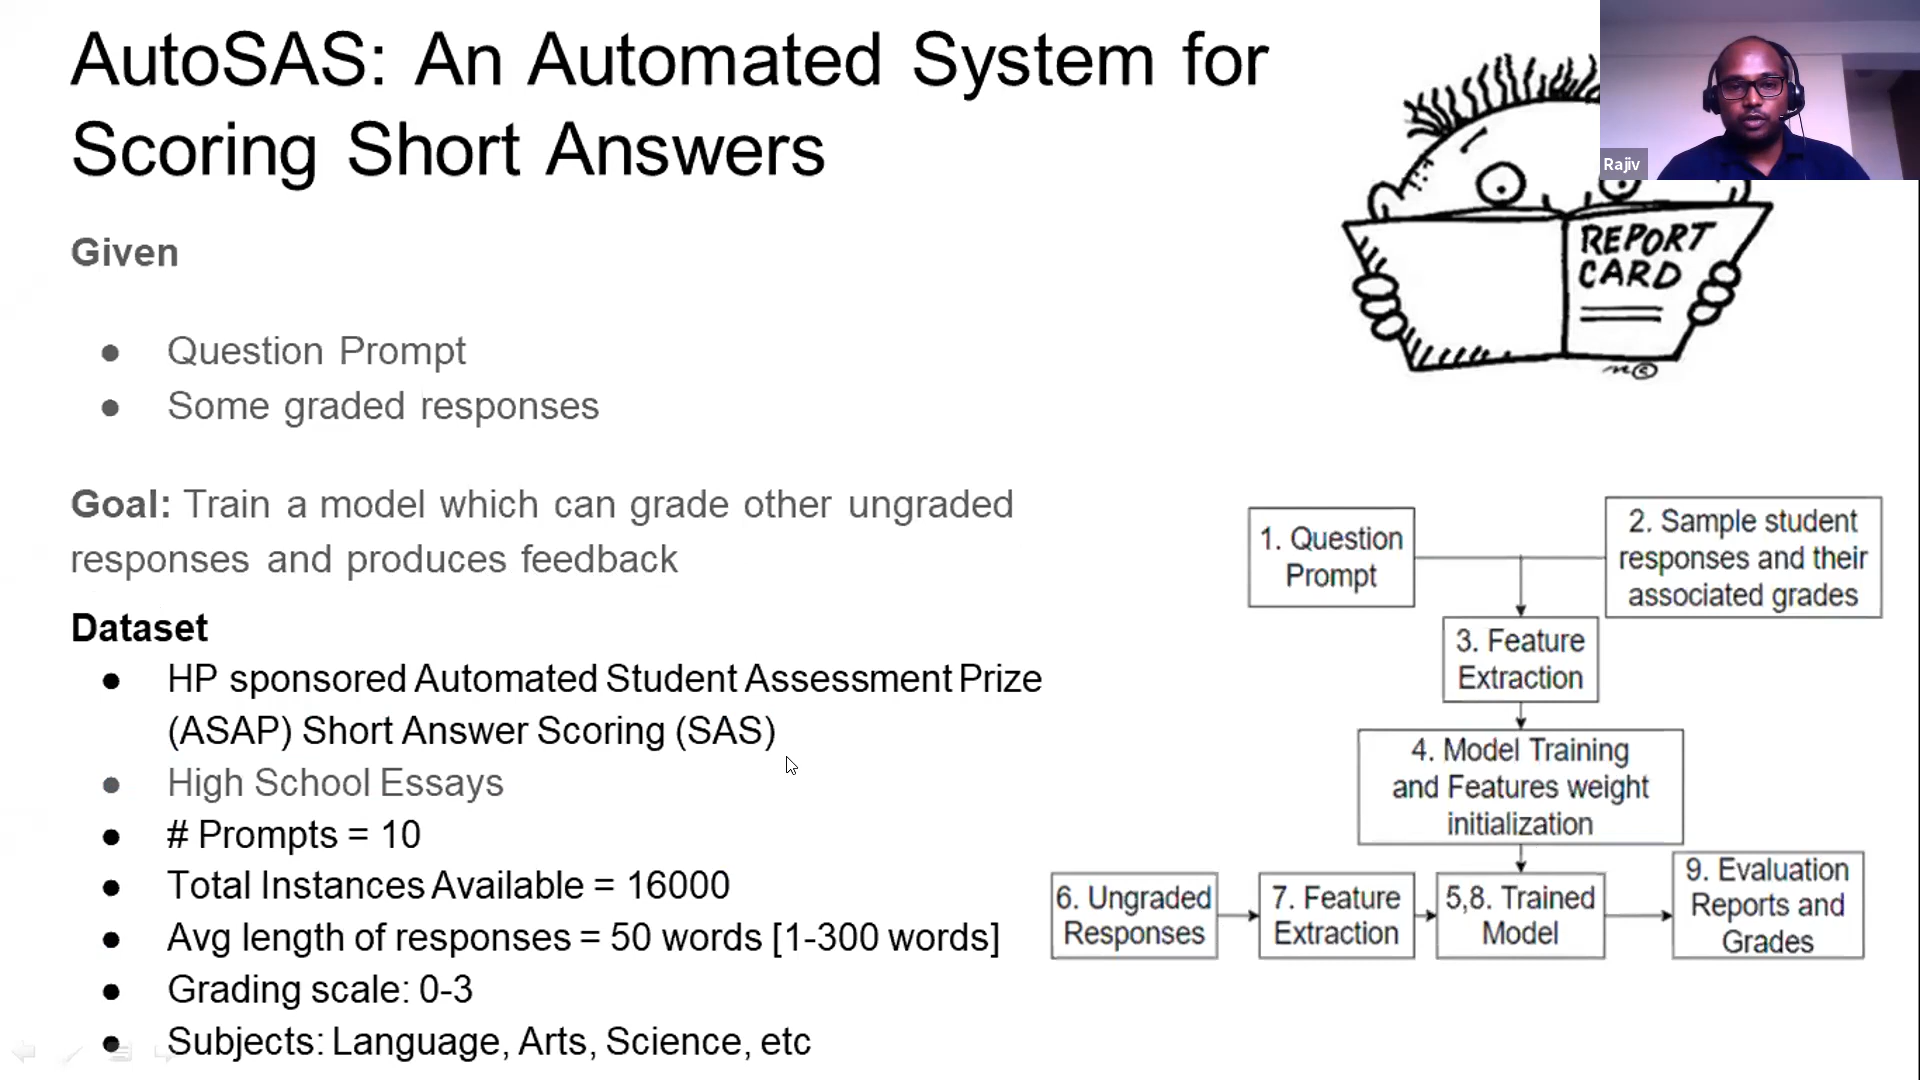 AutoSAS: An Automated System for
Scoring Short Answers
Rajiv
REPORT
CARD
Given
● Question Prompt
● Some graded responses
Goal: Train a model which can grade other ungraded
responses and produces feedback
Dataset
● HP sponsored Automated Student Assessment Prize
(ASAP) Short Answer Scoring (SAS)
● High School Essays
● # Prompts = 10
● Total Instances Available = 16000
● Avg length of responses = 50 words [1-300 words]
● Grading scale: 0-3
● Subjects: Language, Arts, Science, etc
1. Question
Prompt
2. Sample student
responses and their
associated grades
3. Feature
Extraction
4. Model Training
and Features weight
initialization
6. Ungraded
Responses
7. Feature
Extraction
5,8. Trained
Model
9. Evaluation
Reports and
Grades